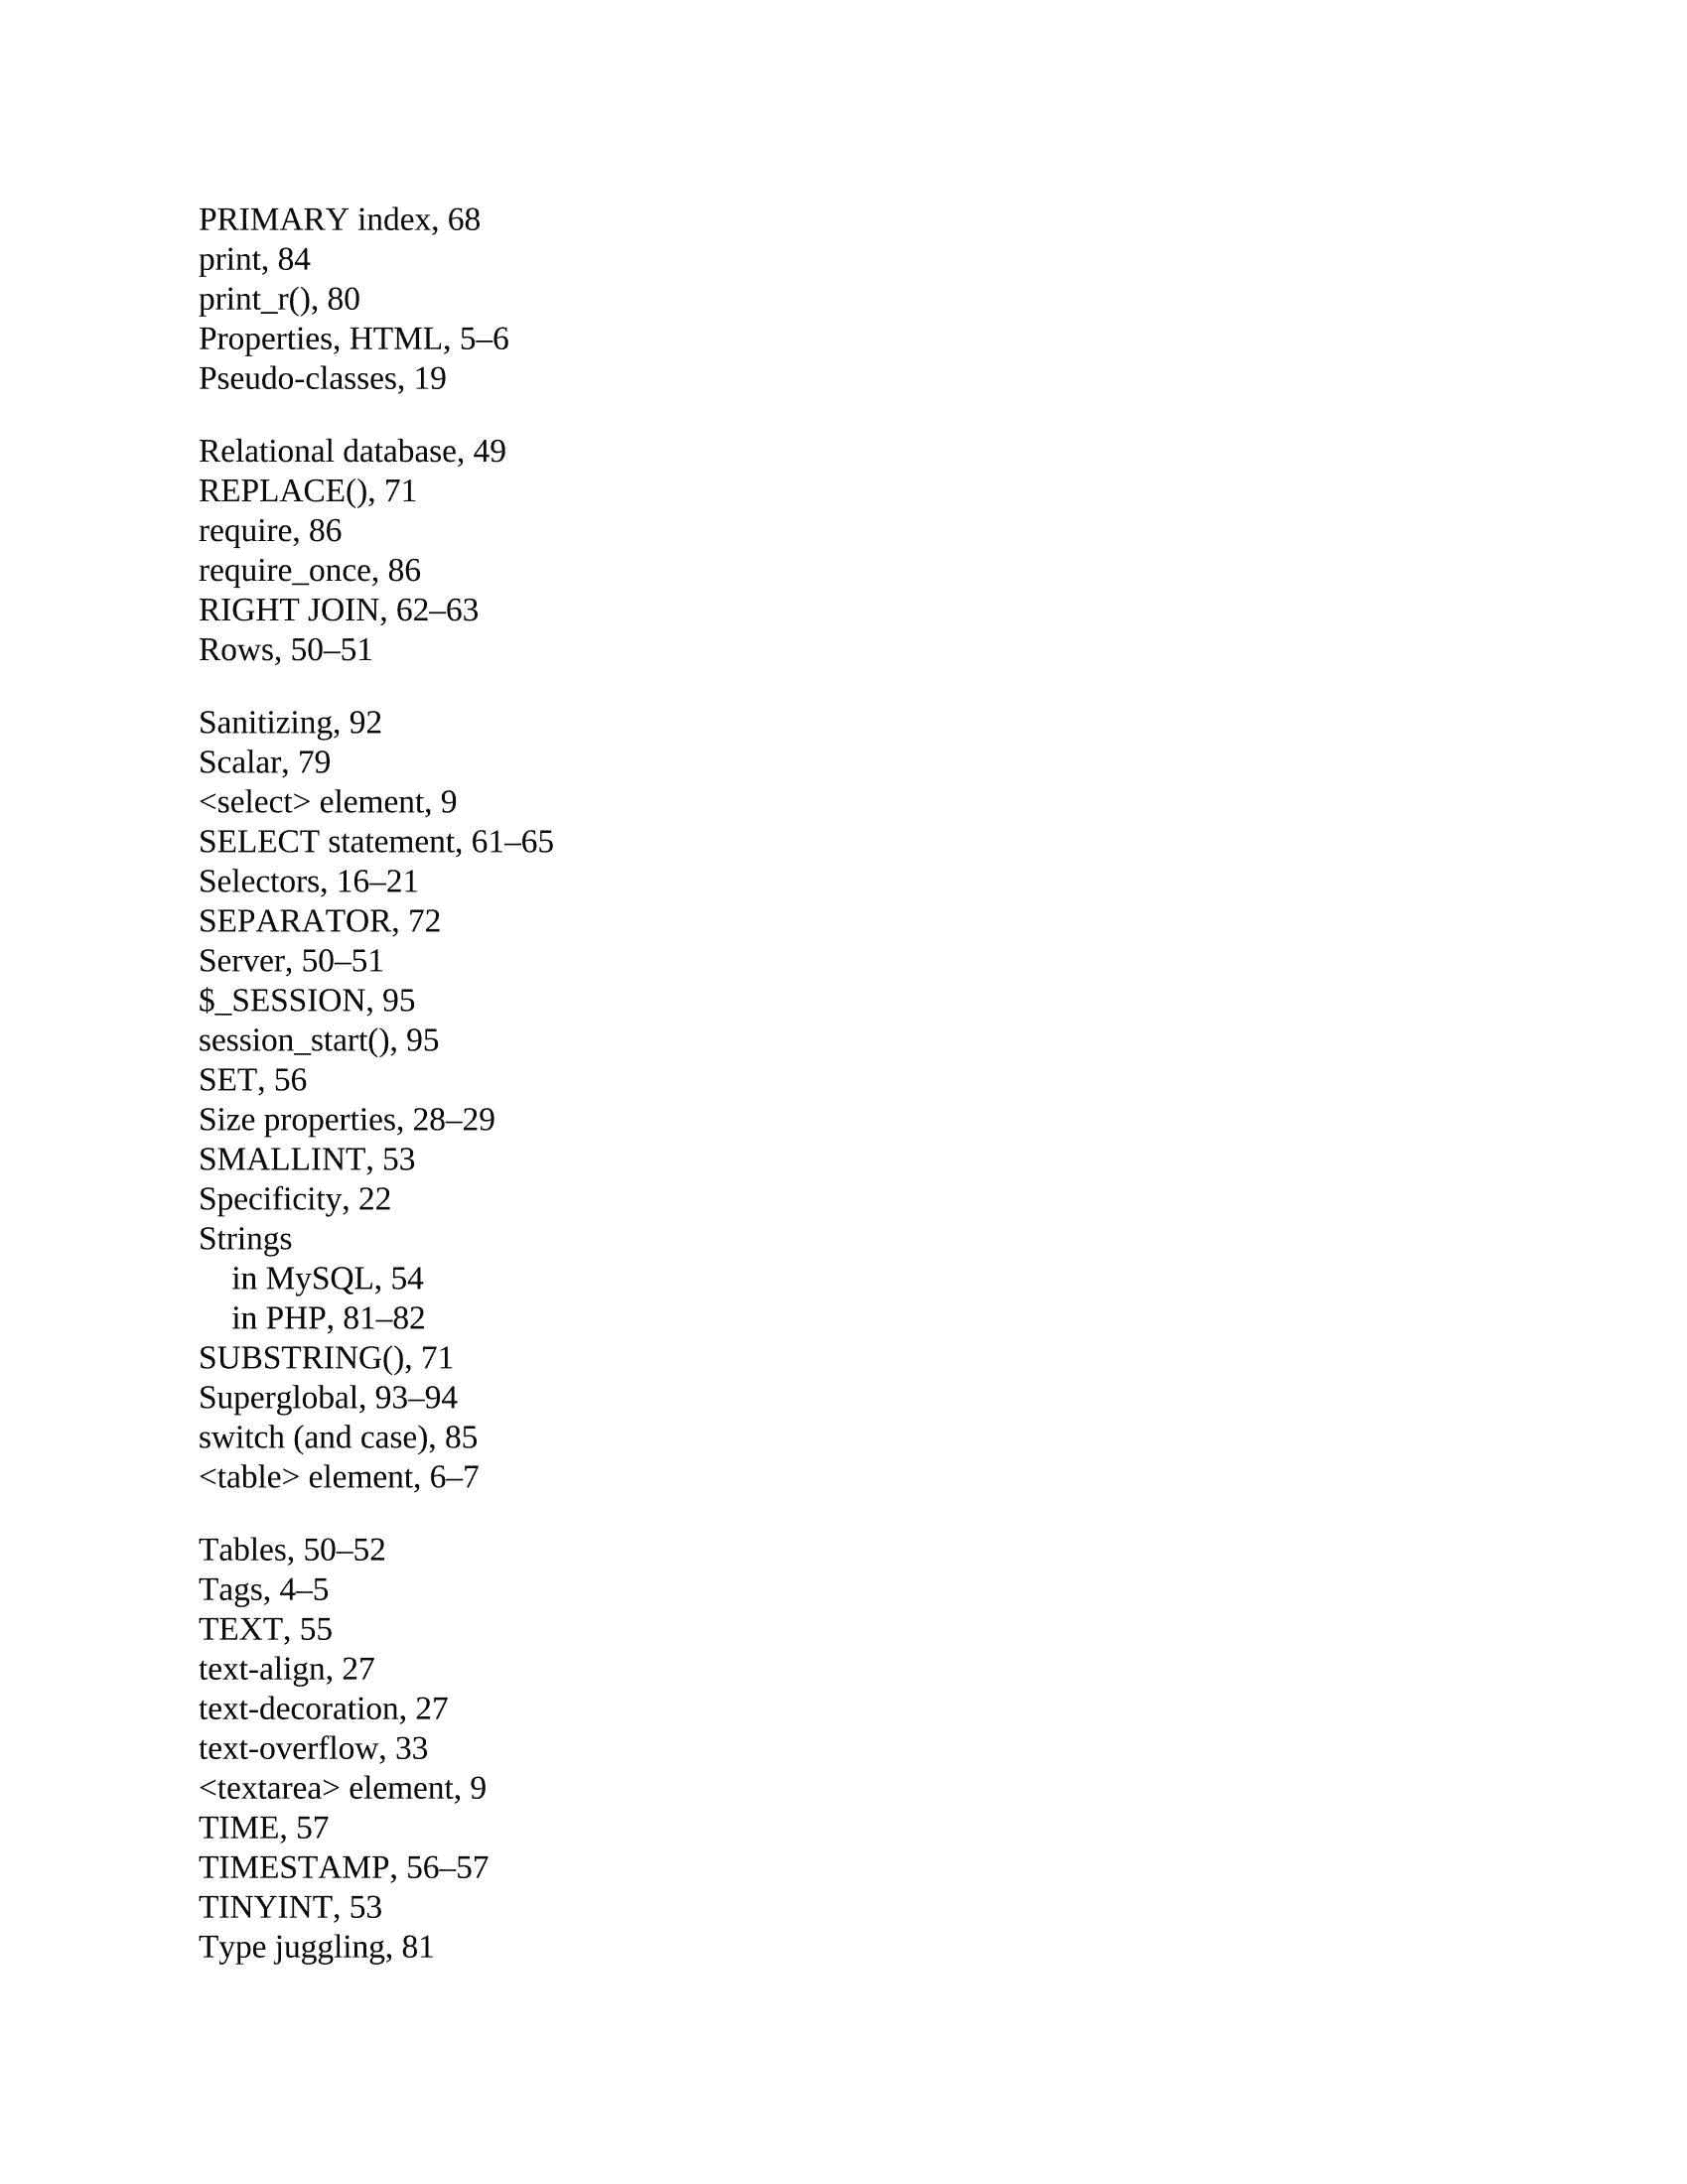 PRIMARY index, 68
print, 84
print_r(), 80
Properties, HTML, 5–6
Pseudo-classes, 19
Relational database, 49
REPLACE(), 71
require, 86
require_once, 86
RIGHT JOIN, 62–63
Rows, 50–51
Sanitizing, 92
Scalar, 79
<select> element, 9
SELECT statement, 61–65
Selectors, 16–21
SEPARATOR, 72
Server, 50–51
$_SESSION, 95
session_start(), 95
SET, 56
Size properties, 28–29
SMALLINT, 53
Specificity, 22
Strings
in MySQL, 54
in PHP, 81–82
SUBSTRING(), 71
Superglobal, 93–94
switch (and case), 85
<table> element, 6–7
Tables, 50–52
Tags, 4–5
TEXT, 55
text-align, 27
text-decoration, 27
text-overflow, 33
<textarea> element, 9
TIME, 57
TIMESTAMP, 56–57
TINYINT, 53
Type juggling, 81